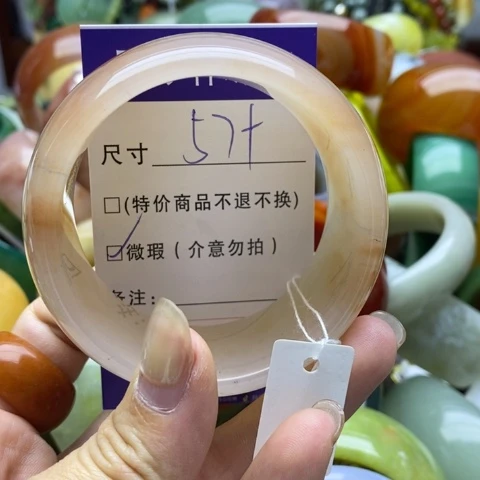 尺寸 57+
□(特价商品不退不换)
☑微瑕（介意勿拍）
备注：